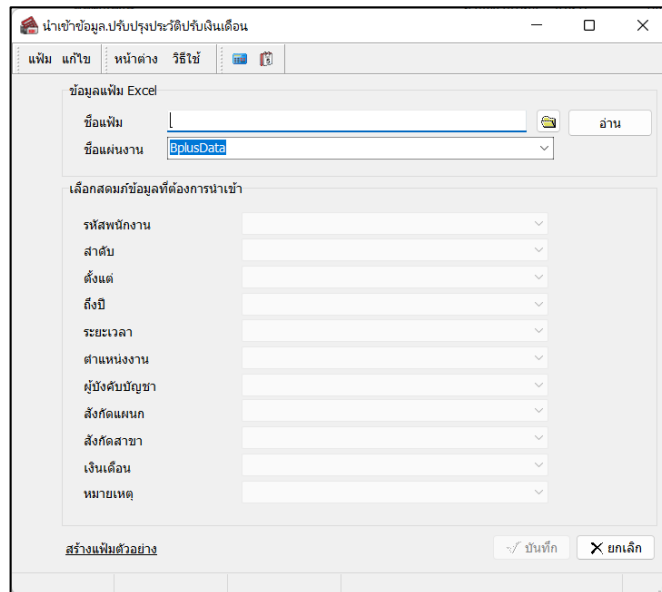 นำเข้าข้อมูล.ปรับปรุงประวัติปรับเงินเดือน
แฟ้ม แก้ไข หน้าต่าง วิธีใช้
ข้อมูลแฟ้ม Excel
ชื่อแฟ้ม อ่าน
ชื่อแผ่นงาน BplusData
เลือกสดมภ์ข้อมูลที่ต้องการนำเข้า
รหัสพนักงาน
ลำดับ
ตั้งแต่
ถึงปี
ระยะเวลา
ตำแหน่งงาน
ผู้บังคับบัญชา
สังกัดแผนก
สังกัดสาขา
เงินเดือน
หมายเหตุ
สร้างแฟ้มตัวอย่าง บันทึก ยกเลิก